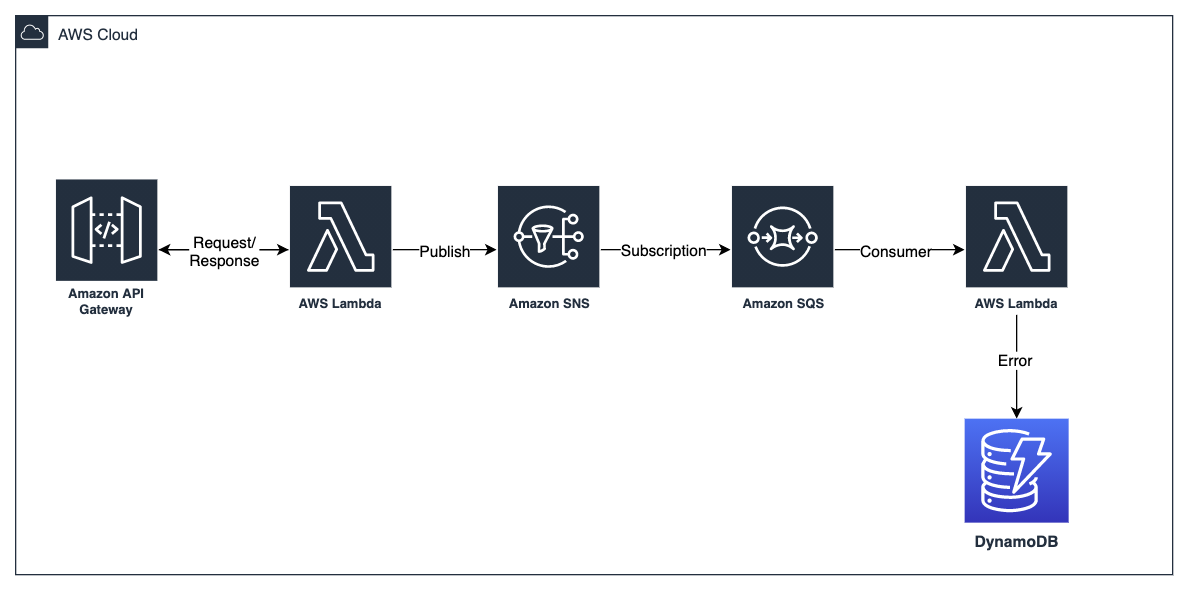 AWS Cloud
Request/
Response
Publish
Subscription
Consumer
Amazon API
Gateway
AWS Lambda
Amazon SNS
Amazon SQS
AWS Lambda
Error
DynamoDB